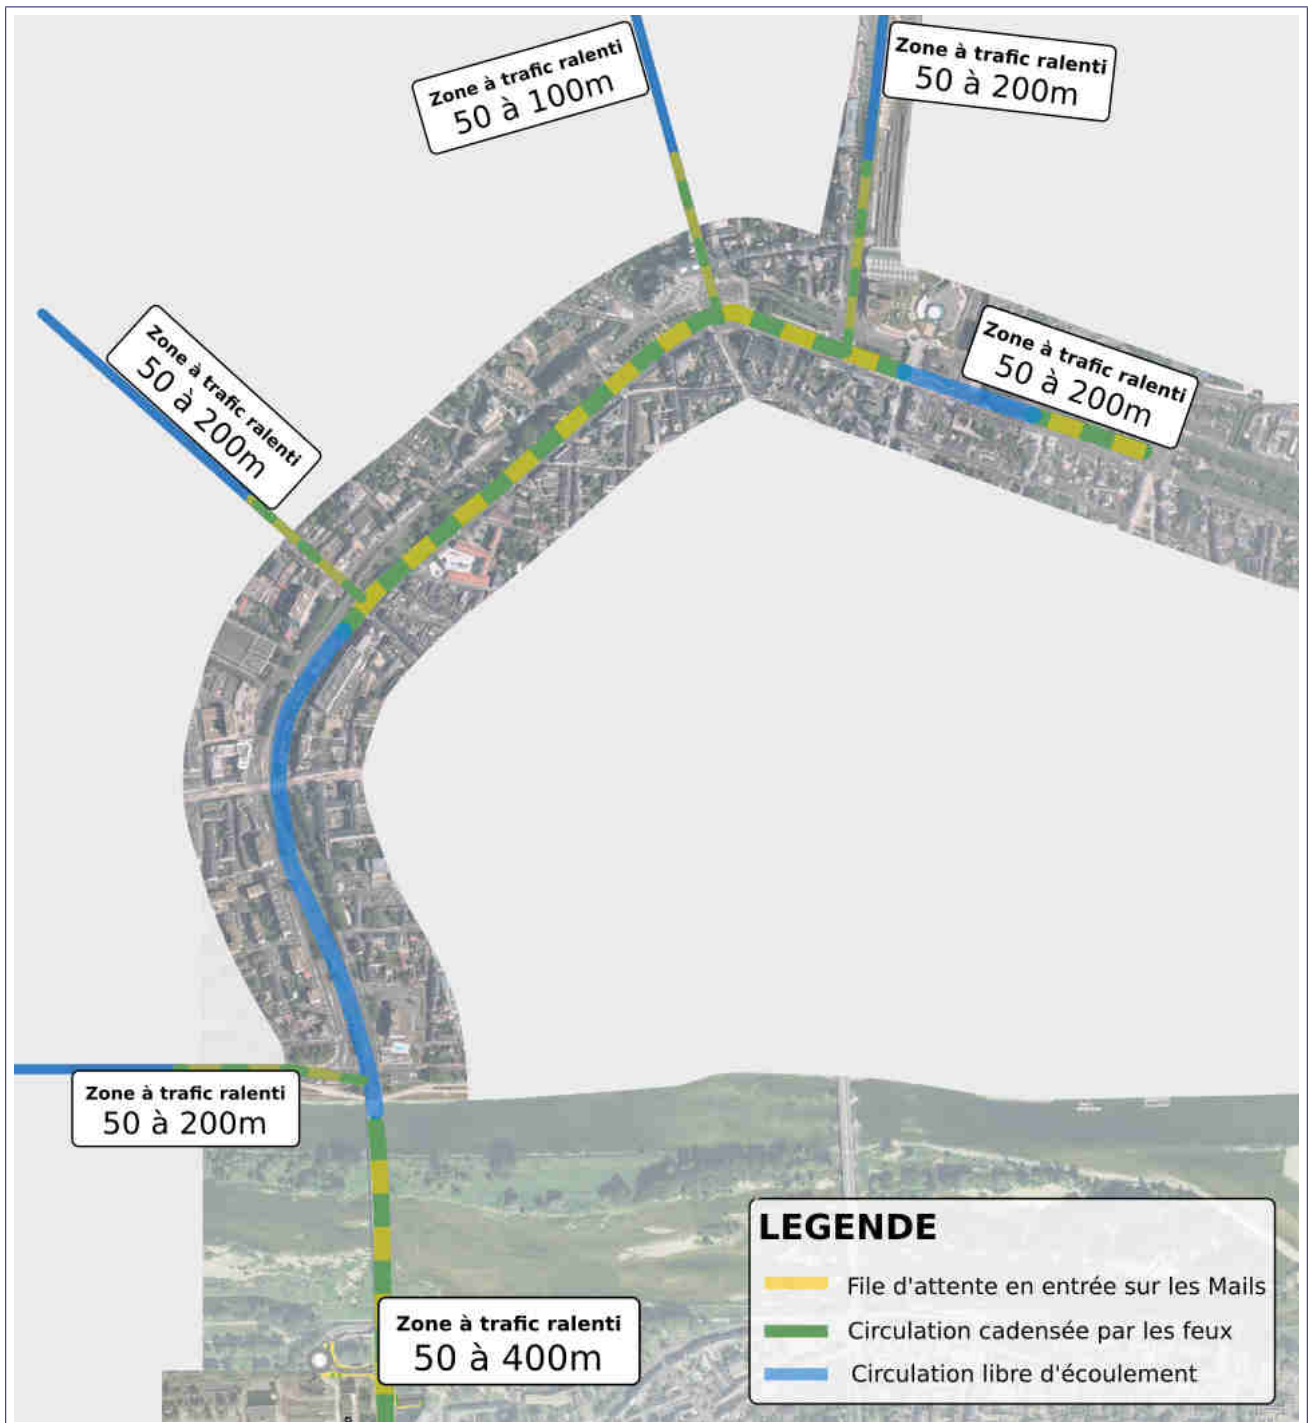 Zone à trafic ralenti
50 à 100m
Zone à trafic ralenti
50 à 200m
Zone à trafic ralenti
50 à 200m
Zone à trafic ralenti
50 à 200m
Zone à trafic ralenti
50 à 200m
Zone à trafic ralenti
50 à 400m
LEGENDE
File d'attente en entrée sur les Mails
Circulation cadensée par les feux
Circulation libre d'écoulement